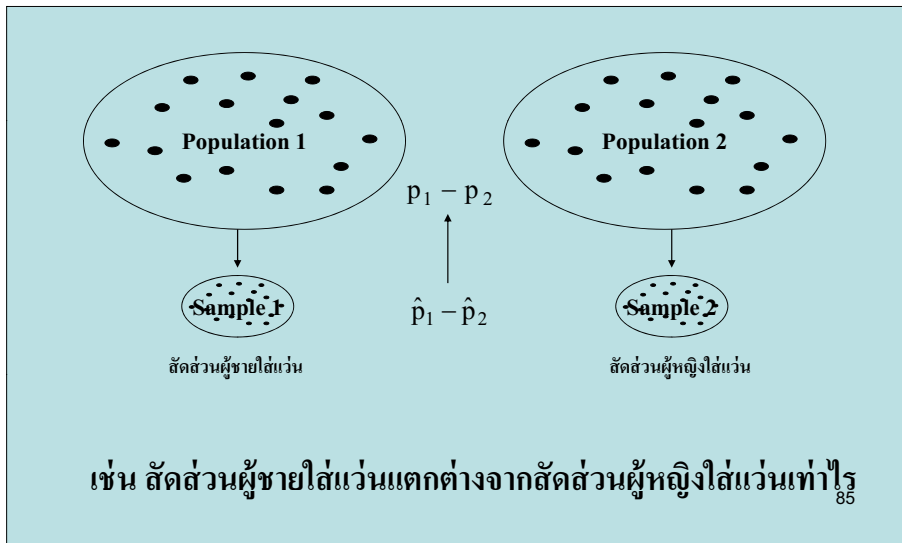 Population 1
Population 2
p₁ − p₂
Sample 1
p̂₁ − p̂₂
Sample 2
สัดส่วนผู้ชายใส่แว่น
สัดส่วนผู้หญิงใส่แว่น
เช่น สัดส่วนผู้ชายใส่แว่นแตกต่างจากสัดส่วนผู้หญิงใส่แว่นเท่าไร
85